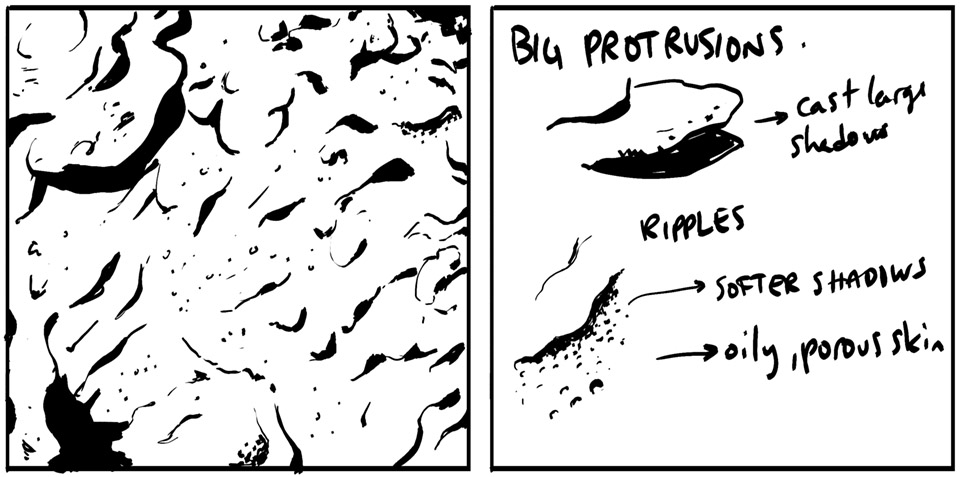 BIG PROTRUSIONS.
→ cast large
shadows
RIPPLES
→ SOFTER SHADOWS
→ oily, porous skin